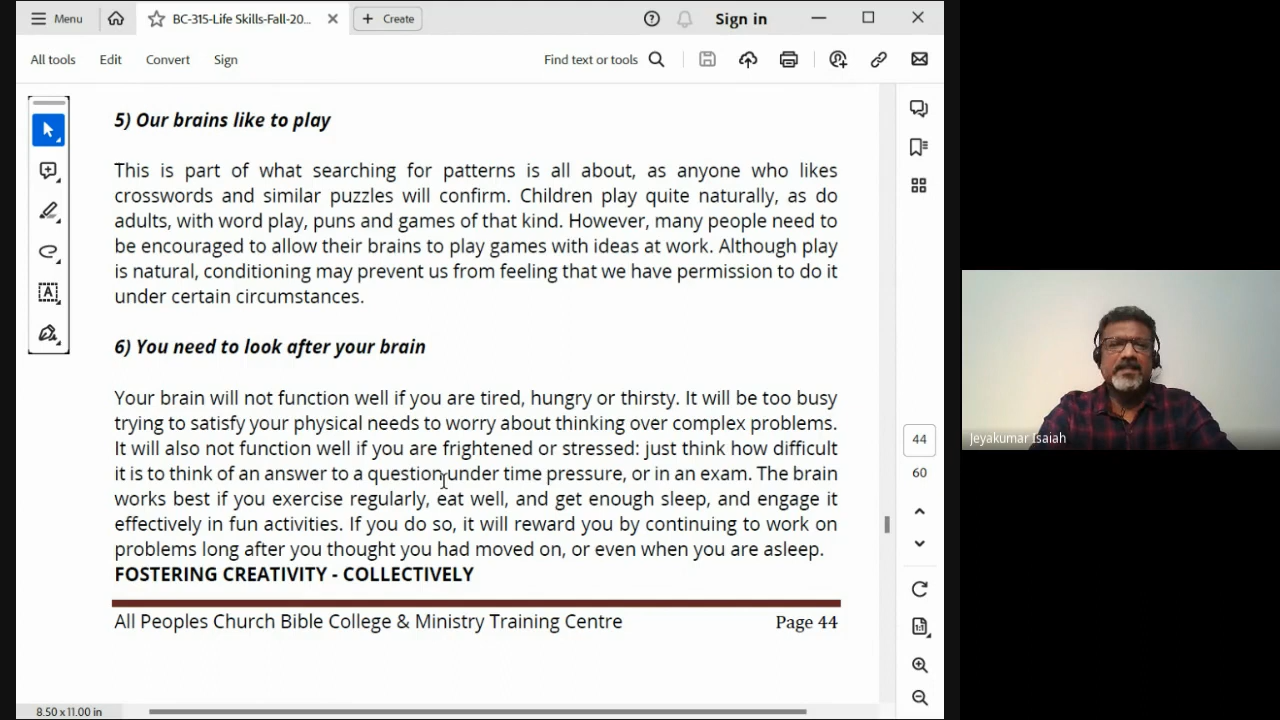 Menu
BC-315-Life Skills-Fall-20...
Create
Sign in
All tools
Edit
Convert
Sign
Find text or tools
5) Our brains like to play
This is part of what searching for patterns is all about, as anyone who likes
crosswords and similar puzzles will confirm. Children play quite naturally, as do
adults, with word play, puns and games of that kind. However, many people need to
be encouraged to allow their brains to play games with ideas at work. Although play
is natural, conditioning may prevent us from feeling that we have permission to do it
under certain circumstances.
6) You need to look after your brain
Your brain will not function well if you are tired, hungry or thirsty. It will be too busy
trying to satisfy your physical needs to worry about thinking over complex problems.
It will also not function well if you are frightened or stressed: just think how difficult
it is to think of an answer to a question under time pressure, or in an exam. The brain
works best if you exercise regularly, eat well, and get enough sleep, and engage it
effectively in fun activities. If you do so, it will reward you by continuing to work on
problems long after you thought you had moved on, or even when you are asleep.
FOSTERING CREATIVITY - COLLECTIVELY
All Peoples Church Bible College & Ministry Training Centre
Page 44
44
60
8.50 x 11.00 in
Jeyakumar Isaiah